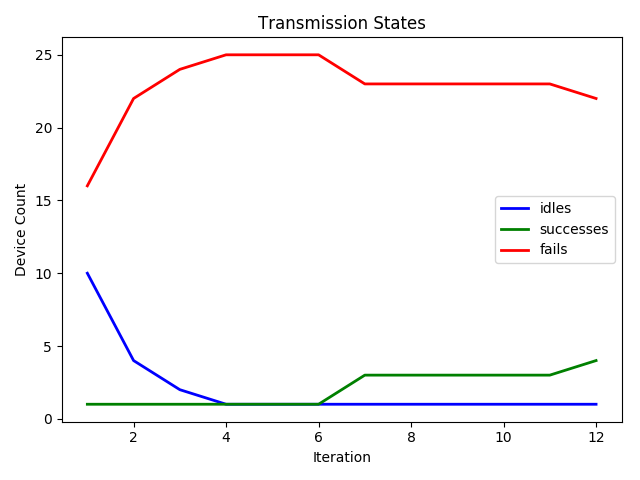 Transmission States
Device Count
25
20
15
10
5
0
idles
successes
fails
2 4 6 8 10 12
Iteration